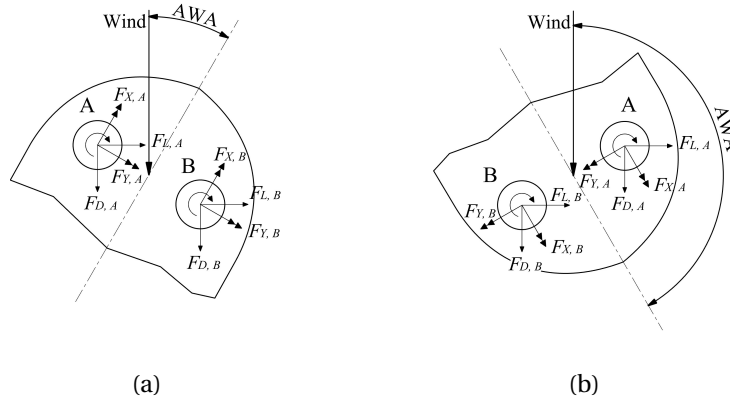 Wind
AWA
A
F_{X, A}
F_{L, A}
F_{Y, A}
F_{D, A}
B
F_{X, B}
F_{L, B}
F_{Y, B}
F_{D, B}
(a)
Wind
AWA
A
F_{L, A}
F_{Y, A}
F_{X, A}
F_{D, A}
B
F_{L, B}
F_{Y, B}
F_{X, B}
F_{D, B}
(b)